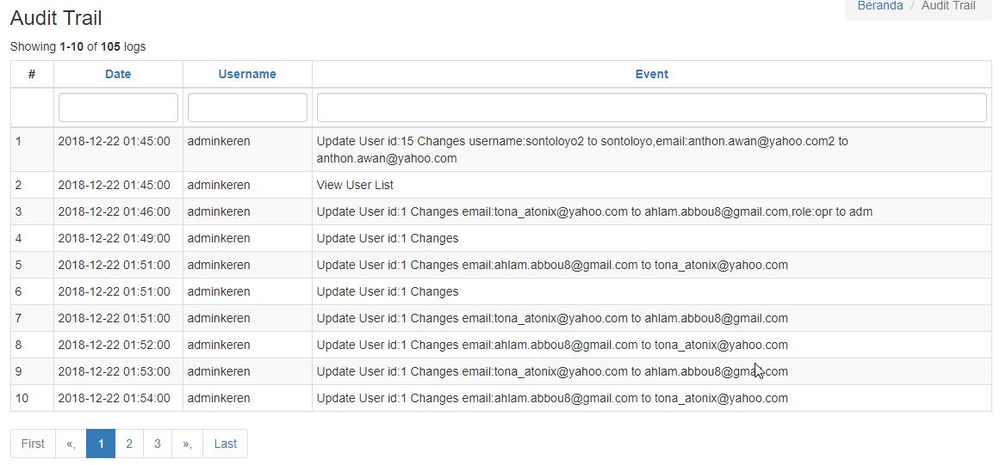 Beranda / Audit Trail
Audit Trail
Showing 1-10 of 105 logs
# Date Username Event
1 2018-12-22 01:45:00 adminkeren Update User id:15 Changes username:sontoloyo2 to sontoloyo,email:anthon.awan@yahoo.com2 to
anthon.awan@yahoo.com
2 2018-12-22 01:45:00 adminkeren View User List
3 2018-12-22 01:46:00 adminkeren Update User id:1 Changes email:tona_atonix@yahoo.com to ahlam.abbou8@gmail.com,role:opr to adm
4 2018-12-22 01:49:00 adminkeren Update User id:1 Changes
5 2018-12-22 01:51:00 adminkeren Update User id:1 Changes email:ahlam.abbou8@gmail.com to tona_atonix@yahoo.com
6 2018-12-22 01:51:00 adminkeren Update User id:1 Changes
7 2018-12-22 01:51:00 adminkeren Update User id:1 Changes email:tona_atonix@yahoo.com to ahlam.abbou8@gmail.com
8 2018-12-22 01:52:00 adminkeren Update User id:1 Changes email:ahlam.abbou8@gmail.com to tona_atonix@yahoo.com
9 2018-12-22 01:53:00 adminkeren Update User id:1 Changes email:tona_atonix@yahoo.com to ahlam.abbou8@gmail.com
10 2018-12-22 01:54:00 adminkeren Update User id:1 Changes email:ahlam.abbou8@gmail.com to tona_atonix@yahoo.com
First «, 1 2 3 », Last